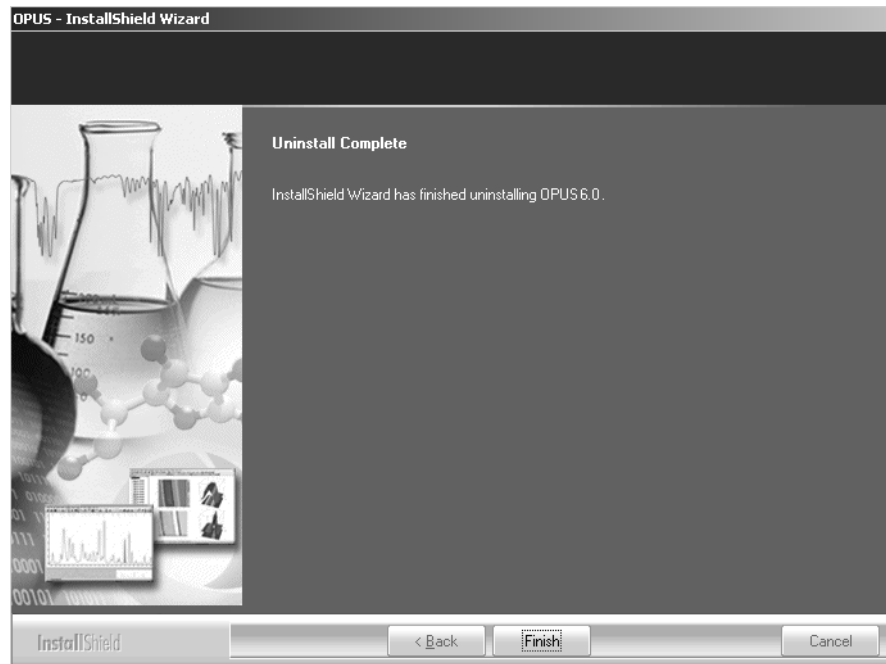 OPUS - InstallShield Wizard
Uninstall Complete
InstallShield Wizard has finished uninstalling OPUS 6.0.
150
100
InstallShield
< Back
Finish
Cancel